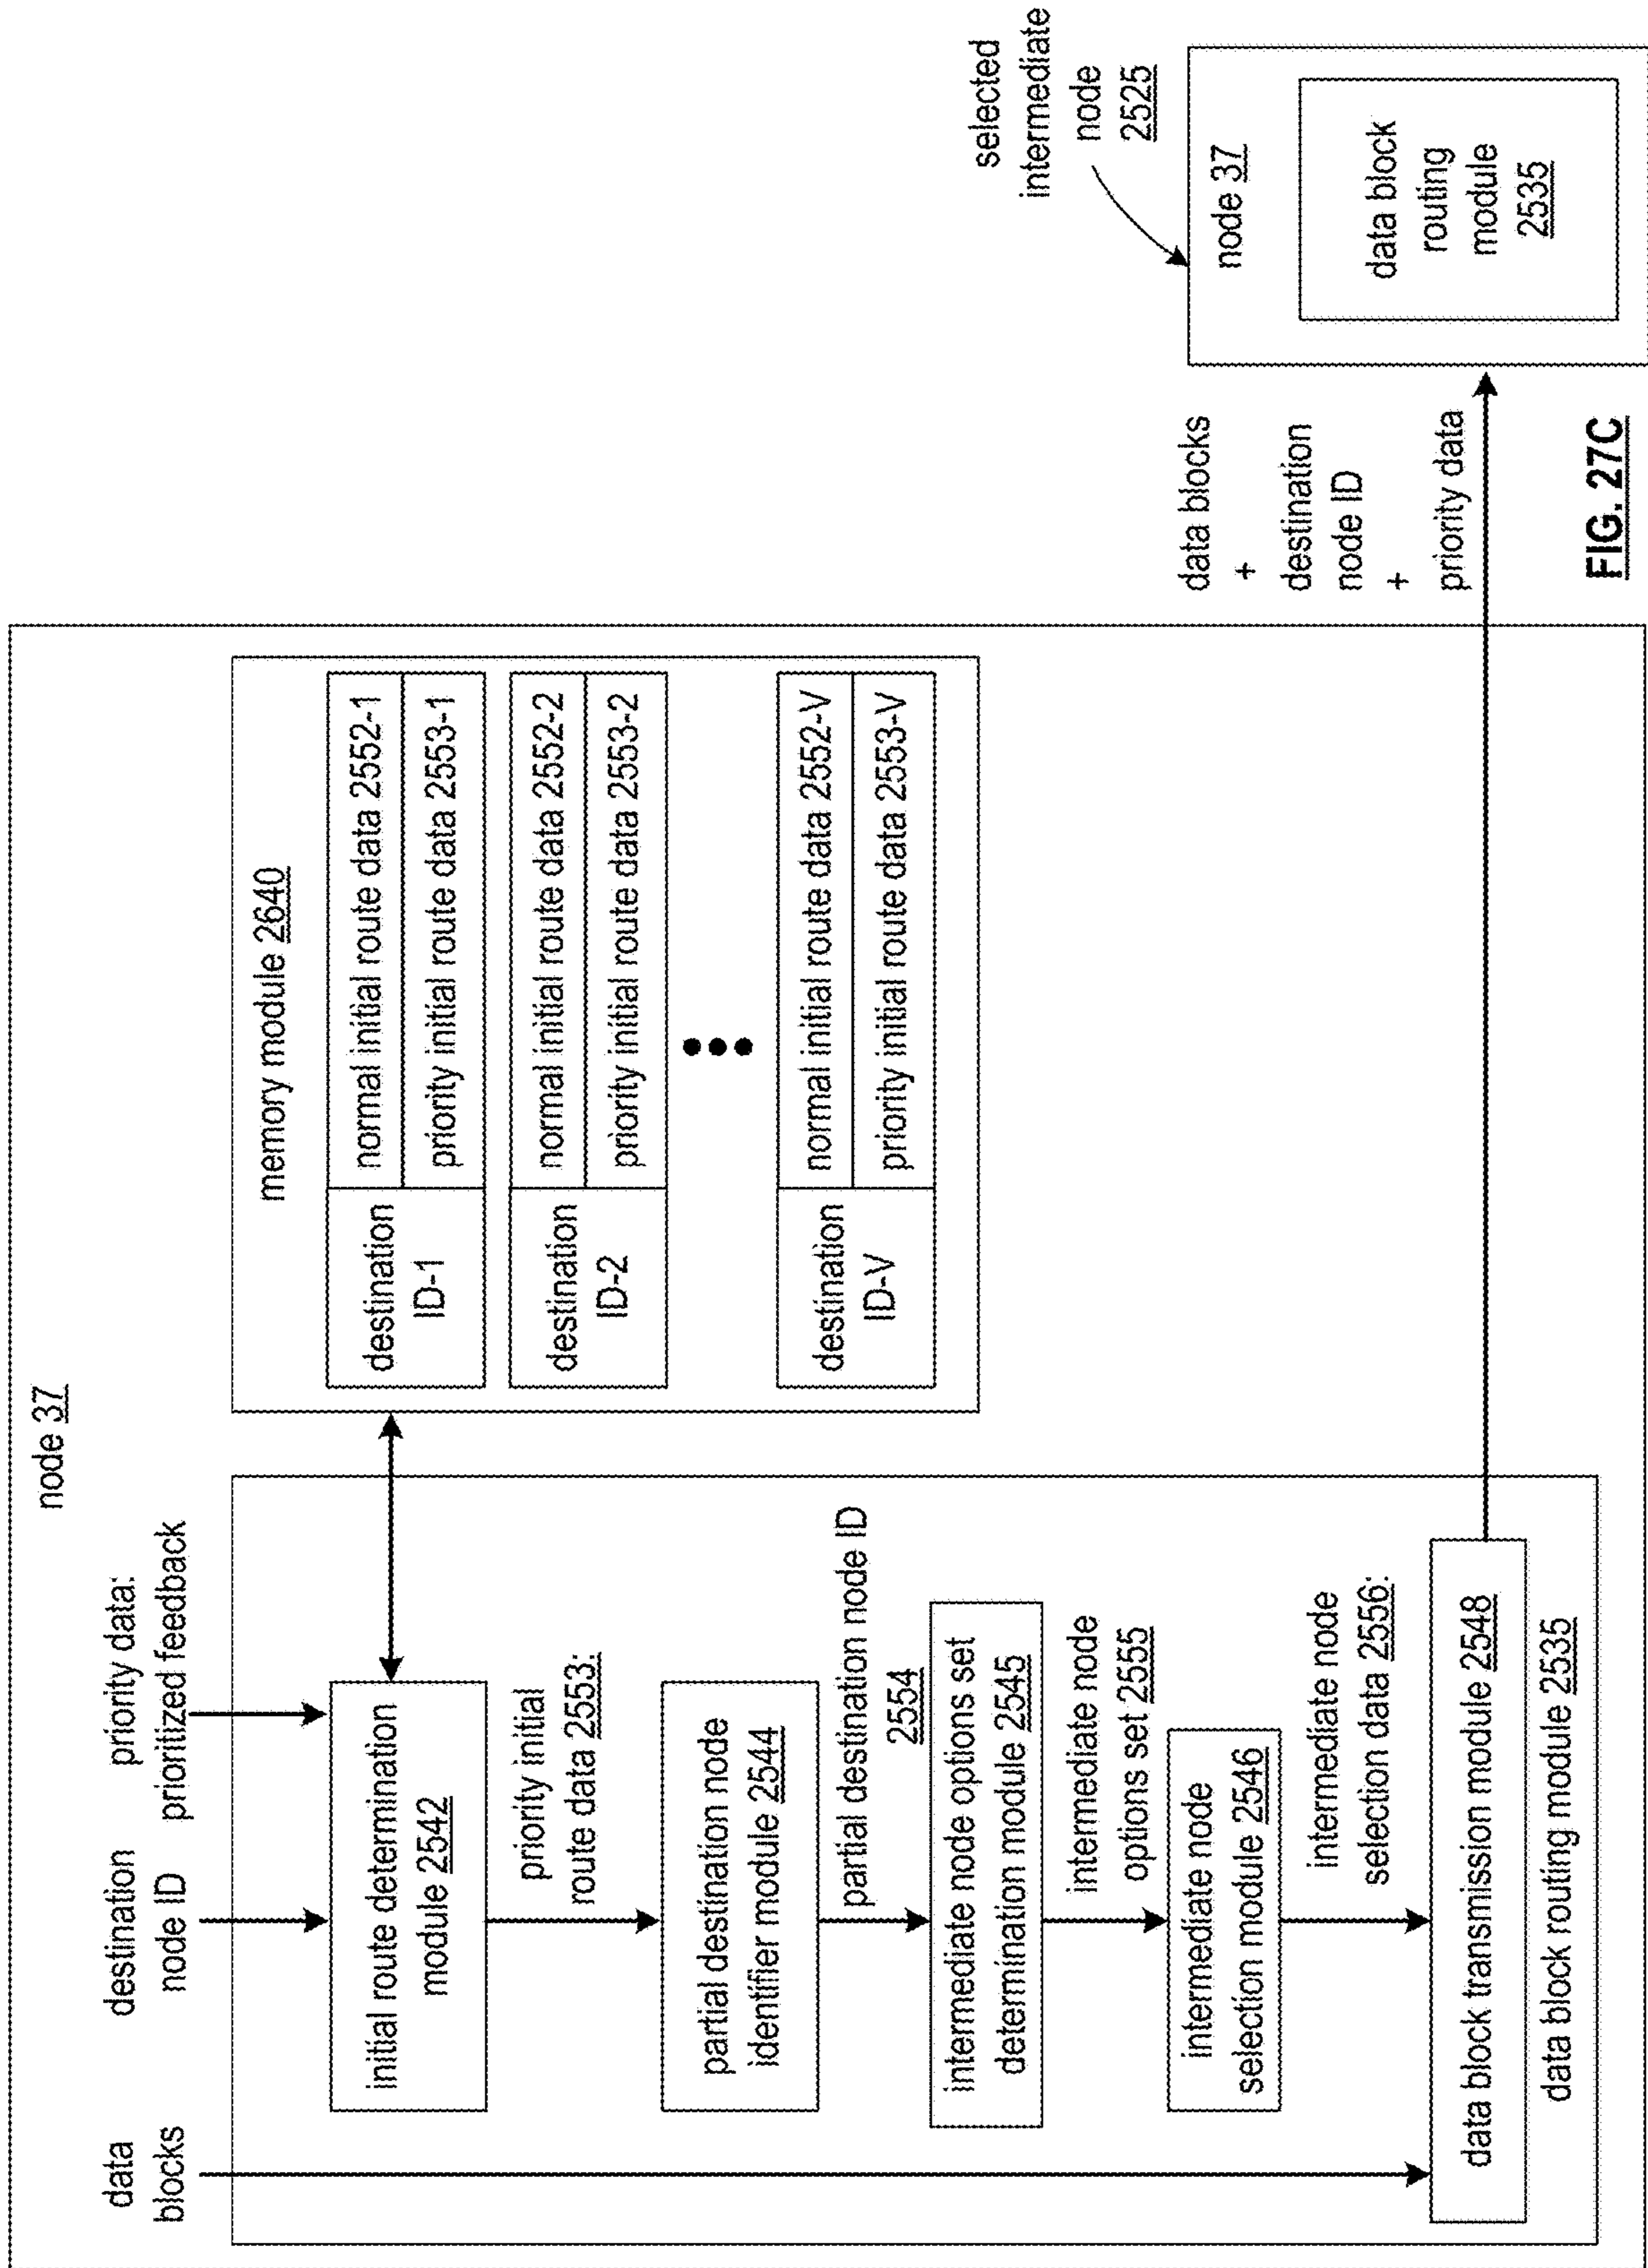 node 37
data
blocks
destination
node ID
priority data:
prioritized feedback
initial route determination
module 2542
priority initial
route data 2553:
partial destination node
identifier module 2544
partial destination node ID
2554
intermediate node options set
determination module 2545
intermediate node
options set 2555
intermediate node
selection module 2546
intermediate node
selection data 2556:
data block transmission module 2548
data block routing module 2535
memory module 2640
destination
ID-1
normal initial route data 2552-1
priority initial route data 2553-1
destination
ID-2
normal initial route data 2552-2
priority initial route data 2553-2
destination
ID-V
normal initial route data 2552-V
priority initial route data 2553-V
data blocks
+
destination
node ID
+
priority data
selected
intermediate
node
2525
node 37
data block
routing
module
2535
FIG. 27C